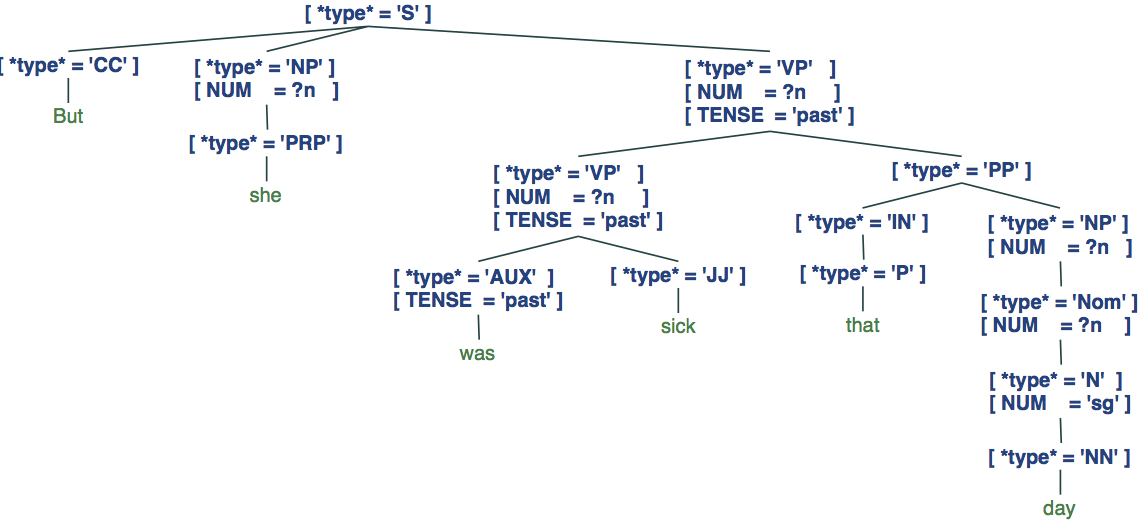 [ *type* = 'S' ]
[ *type* = 'CC' ]
But
[ *type* = 'NP' ]
[ NUM = ?n ]
[ *type* = 'PRP' ]
she
[ *type* = 'VP' ]
[ NUM = ?n ]
[ TENSE = 'past' ]
[ *type* = 'VP' ]
[ NUM = ?n ]
[ TENSE = 'past' ]
[ *type* = 'AUX' ]
[ TENSE = 'past' ]
was
[ *type* = 'JJ' ]
sick
[ *type* = 'PP' ]
[ *type* = 'IN' ]
[ *type* = 'P' ]
that
[ *type* = 'NP' ]
[ NUM = ?n ]
[ *type* = 'Nom' ]
[ NUM = ?n ]
[ *type* = 'N' ]
[ NUM = 'sg' ]
[ *type* = 'NN' ]
day